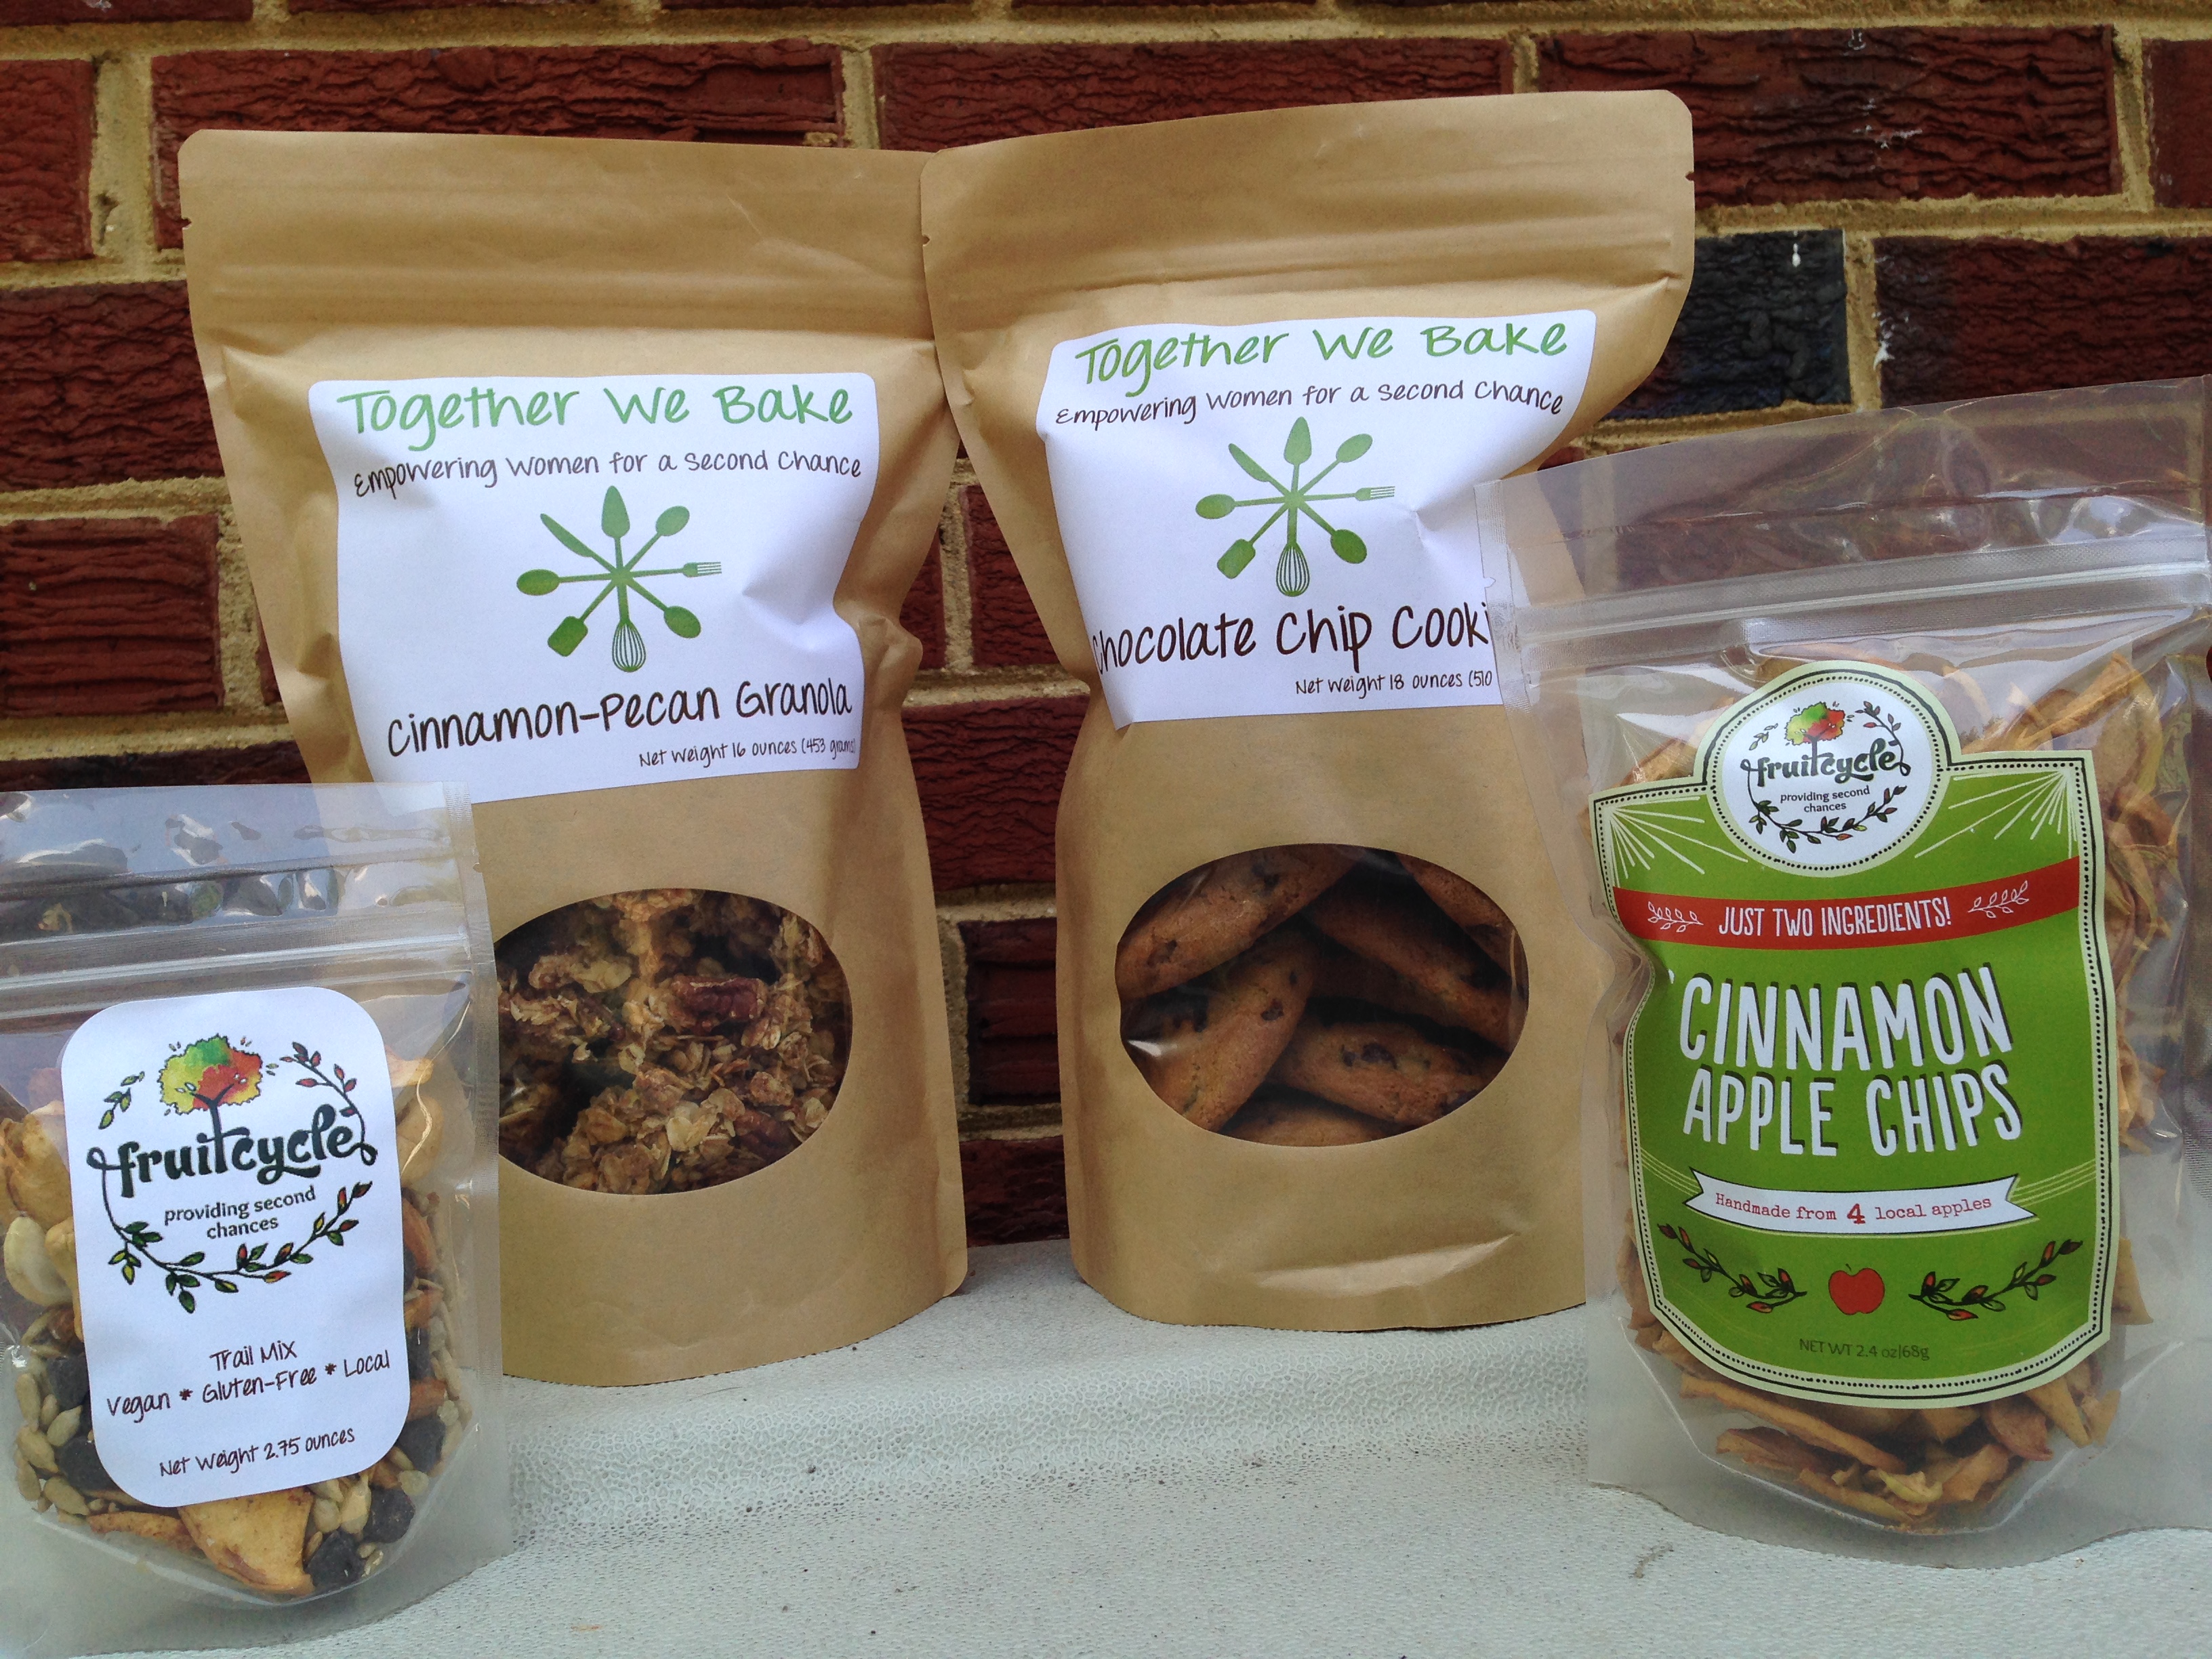 Together We Bake
Empowering Women for a Second Chance
Cinnamon-Pecan Granola
Net Weight 16 ounces (453 grams)
Together We Bake
Empowering Women for a Second Chance
Chocolate Chip Cooki
Net Weight 18 ounces (510
fruitcycle
providing second
chances
Trail Mix
Vegan * Gluten-Free * Local
Net Weight 2.75 ounces
fruitcycle
providing second
chances
JUST TWO INGREDIENTS!
CINNAMON
APPLE CHIPS
Handmade from 4 local apples
NET WT 2.4 oz|68g